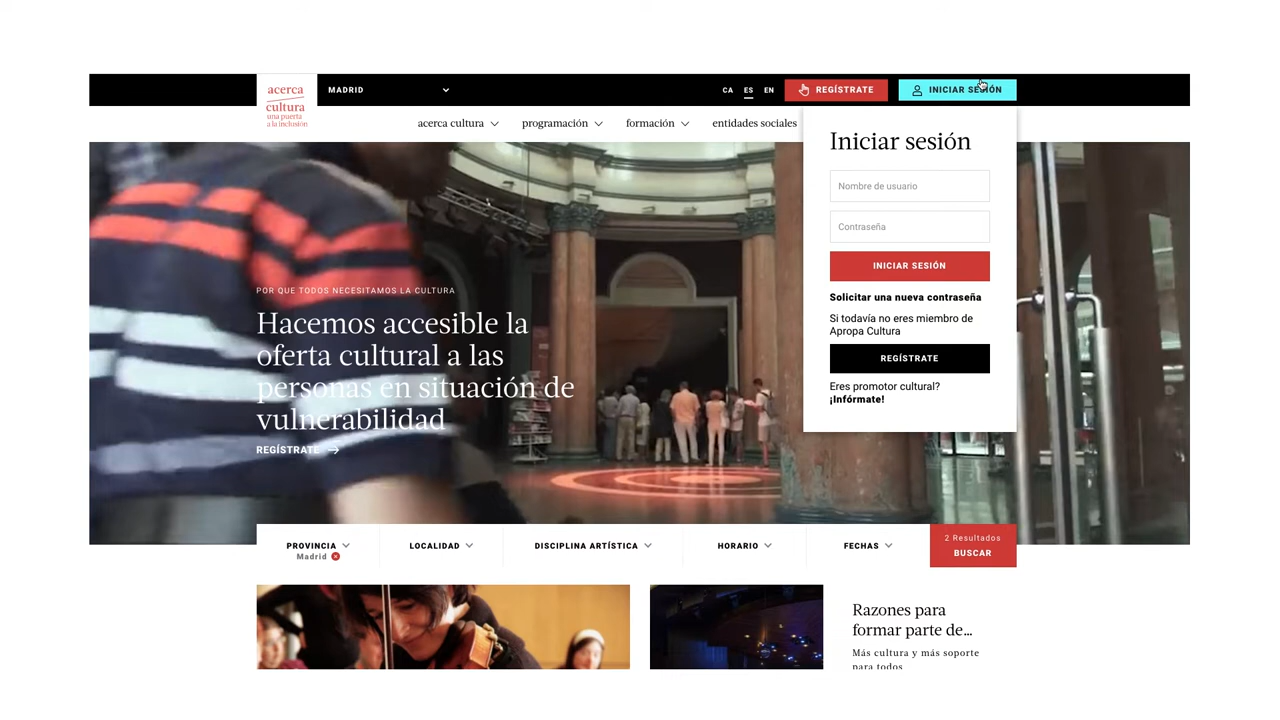 acerca
cultura
una puerta
a la inclusión
MADRID
CA ES EN
REGÍSTRATE
INICIAR SESIÓN
acerca cultura
programación
formación
entidades sociales
Iniciar sesión
Nombre de usuario
Contraseña
INICIAR SESIÓN
Solicitar una nueva contraseña
Si todavía no eres miembro de
Apropa Cultura
REGÍSTRATE
Eres promotor cultural?
¡Infórmate!
POR QUE TODOS NECESITAMOS LA CULTURA
Hacemos accesible la
oferta cultural a las
personas en situación de
vulnerabilidad
REGÍSTRATE
PROVINCIA
Madrid
LOCALIDAD
DISCIPLINA ARTÍSTICA
HORARIO
FECHAS
2 Resultados
BUSCAR
Razones para
formar parte de...
Más cultura y más soporte
para todos